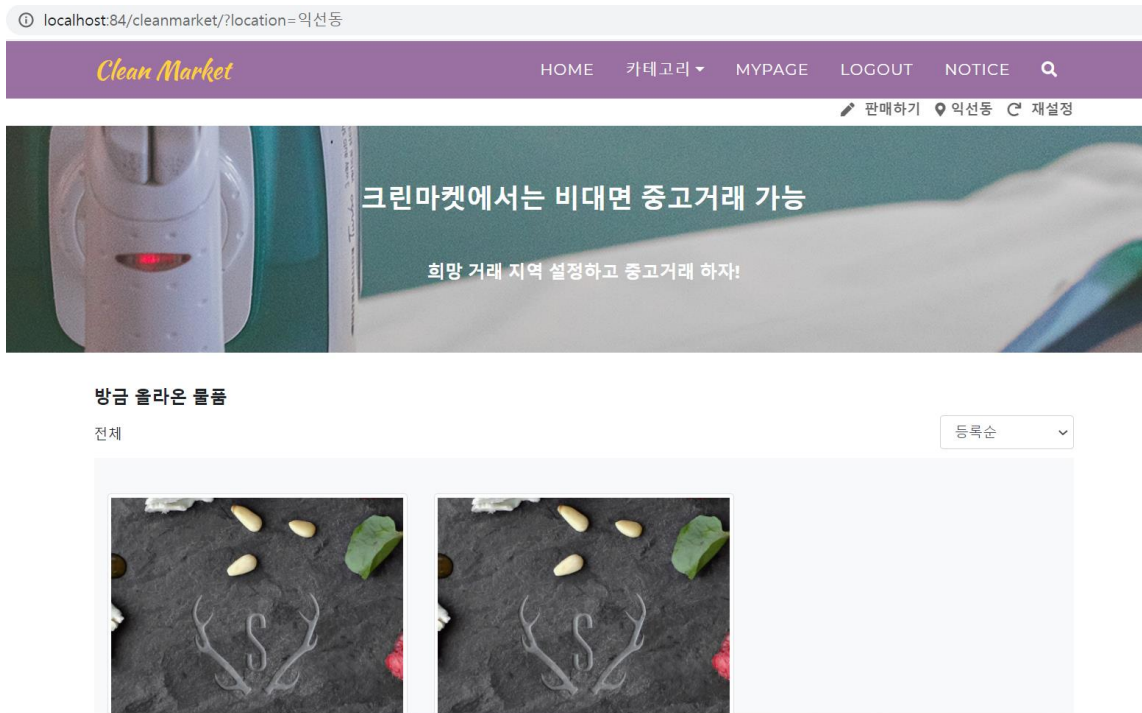 localhost:84/cleanmarket/?location=익선동
Clean Market HOME 카테고리 MYPAGE LOGOUT NOTICE
판매하기 익선동 재설정
크린마켓에서는 비대면 중고거래 가능
희망 거래 지역 설정하고 중고거래 하자!
방금 올라온 물품
전체 등록순
S S